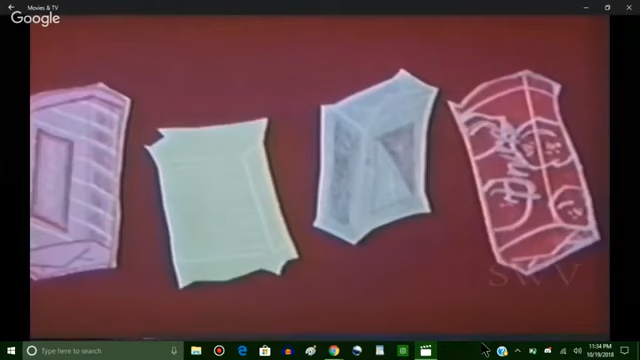 Movies & TV
Google
SWV
Type here to search
11:34 PM
10/19/2018